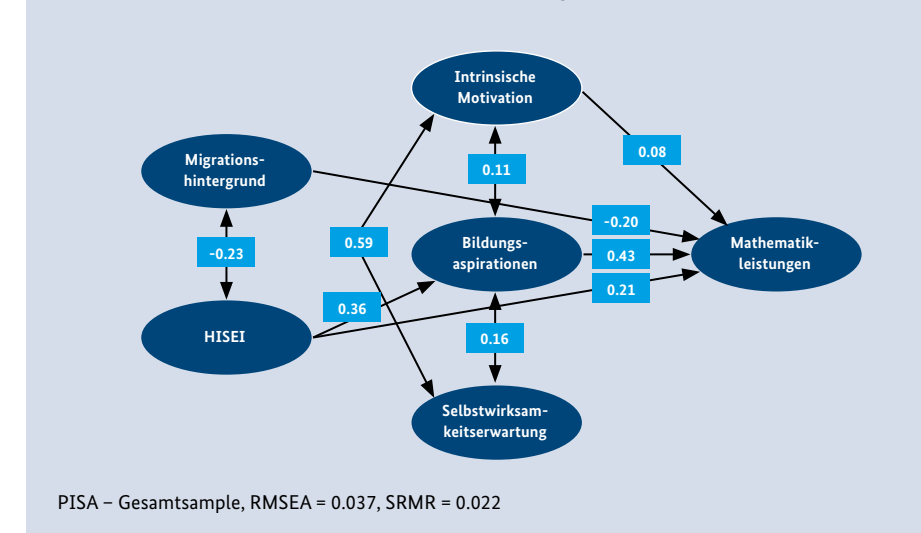 Intrinsische
Motivation
0.08
Migrations-
hintergrund
0.11
-0.20
-0.23
0.59
Bildungs-
aspirationen
0.43
Mathematik-
leistungen
0.21
0.36
HISEI
0.16
Selbstwirksam-
keitserwartung
PISA – Gesamtsample, RMSEA = 0.037, SRMR = 0.022